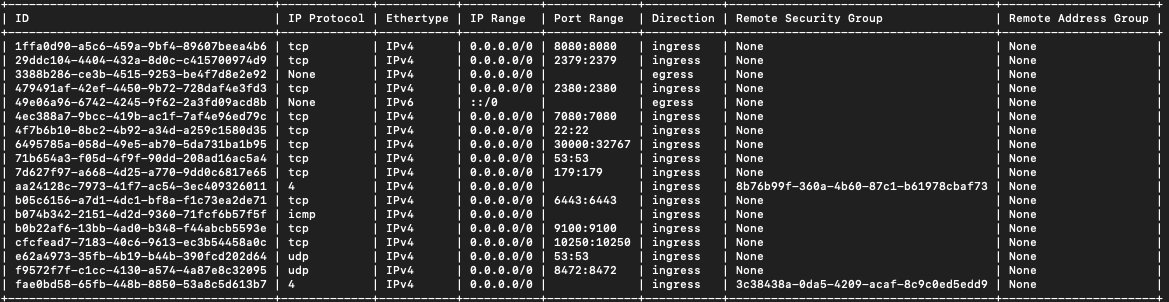 | ID | IP Protocol | Ethertype | IP Range | Port Range | Direction | Remote Security Group | Remote Address Group |
| 1ffa0d90-a5c6-459a-9bf4-89607beea4b6 | tcp | IPv4 | 0.0.0.0/0 | 8080:8080 | ingress | None | None |
| 29ddc104-4404-432a-8d0c-c415700974d9 | tcp | IPv4 | 0.0.0.0/0 | 2379:2379 | ingress | None | None |
| 3388b286-ce3b-4515-9253-be4f7d8e2e92 | None | IPv4 | 0.0.0.0/0 | | egress | None | None |
| 479491af-42ef-4450-9b72-728daf4e3fd3 | tcp | IPv4 | 0.0.0.0/0 | 2380:2380 | ingress | None | None |
| 49e06a96-6742-4245-9f62-2a3fd09acd8b | None | IPv6 | ::/0 | | egress | None | None |
| 4ec388a7-9bcc-419b-ac1f-7af4e96ed79c | tcp | IPv4 | 0.0.0.0/0 | 7080:7080 | ingress | None | None |
| 4f7b6b10-8bc2-4b92-a34d-a259c1580d35 | tcp | IPv4 | 0.0.0.0/0 | 22:22 | ingress | None | None |
| 6495785a-058d-49e5-ab70-5da731ba1b95 | tcp | IPv4 | 0.0.0.0/0 | 30000:32767 | ingress | None | None |
| 71b654a3-f05d-4f9f-90dd-208ad16ac5a4 | tcp | IPv4 | 0.0.0.0/0 | 53:53 | ingress | None | None |
| 7d627f97-a668-4d25-a770-9dd0c6817e65 | tcp | IPv4 | 0.0.0.0/0 | 179:179 | ingress | None | None |
| aa24128c-7973-41f7-ac54-3ec409326011 | 4 | IPv4 | 0.0.0.0/0 | | ingress | 8b76b99f-360a-4b60-87c1-b61978cbaf73 | None |
| b05c6156-a7d1-4dc1-bf8a-f1c73ea2de71 | tcp | IPv4 | 0.0.0.0/0 | 6443:6443 | ingress | None | None |
| b074b342-2151-4d2d-9360-71fcf6b57f5f | icmp | IPv4 | 0.0.0.0/0 | | ingress | None | None |
| b0b22af6-13bb-4ad0-b348-f44abcb5593e | tcp | IPv4 | 0.0.0.0/0 | 9100:9100 | ingress | None | None |
| cfcfead7-7183-40c6-9613-ec3b54458a0c | tcp | IPv4 | 0.0.0.0/0 | 10250:10250 | ingress | None | None |
| e62a4973-35fb-4b19-b44b-390fcd202d64 | udp | IPv4 | 0.0.0.0/0 | 53:53 | ingress | None | None |
| f9572f7f-c1cc-4130-a574-4a87e8c32095 | udp | IPv4 | 0.0.0.0/0 | 8472:8472 | ingress | None | None |
| fae0bd58-65fb-448b-8850-53a8c5d613b7 | 4 | IPv4 | 0.0.0.0/0 | | ingress | 3c38438a-0da5-4209-acaf-8c9c0ed5edd9 | None |